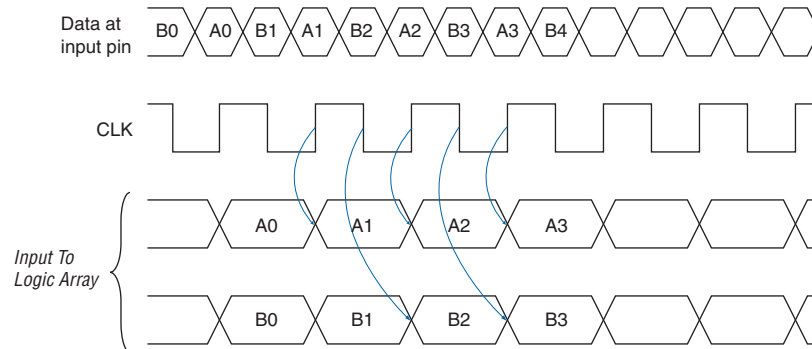 Data at
input pin
B0 A0 B1 A1 B2 A2 B3 A3 B4
CLK
A0 A1 A2 A3
Input To
Logic Array
B0 B1 B2 B3